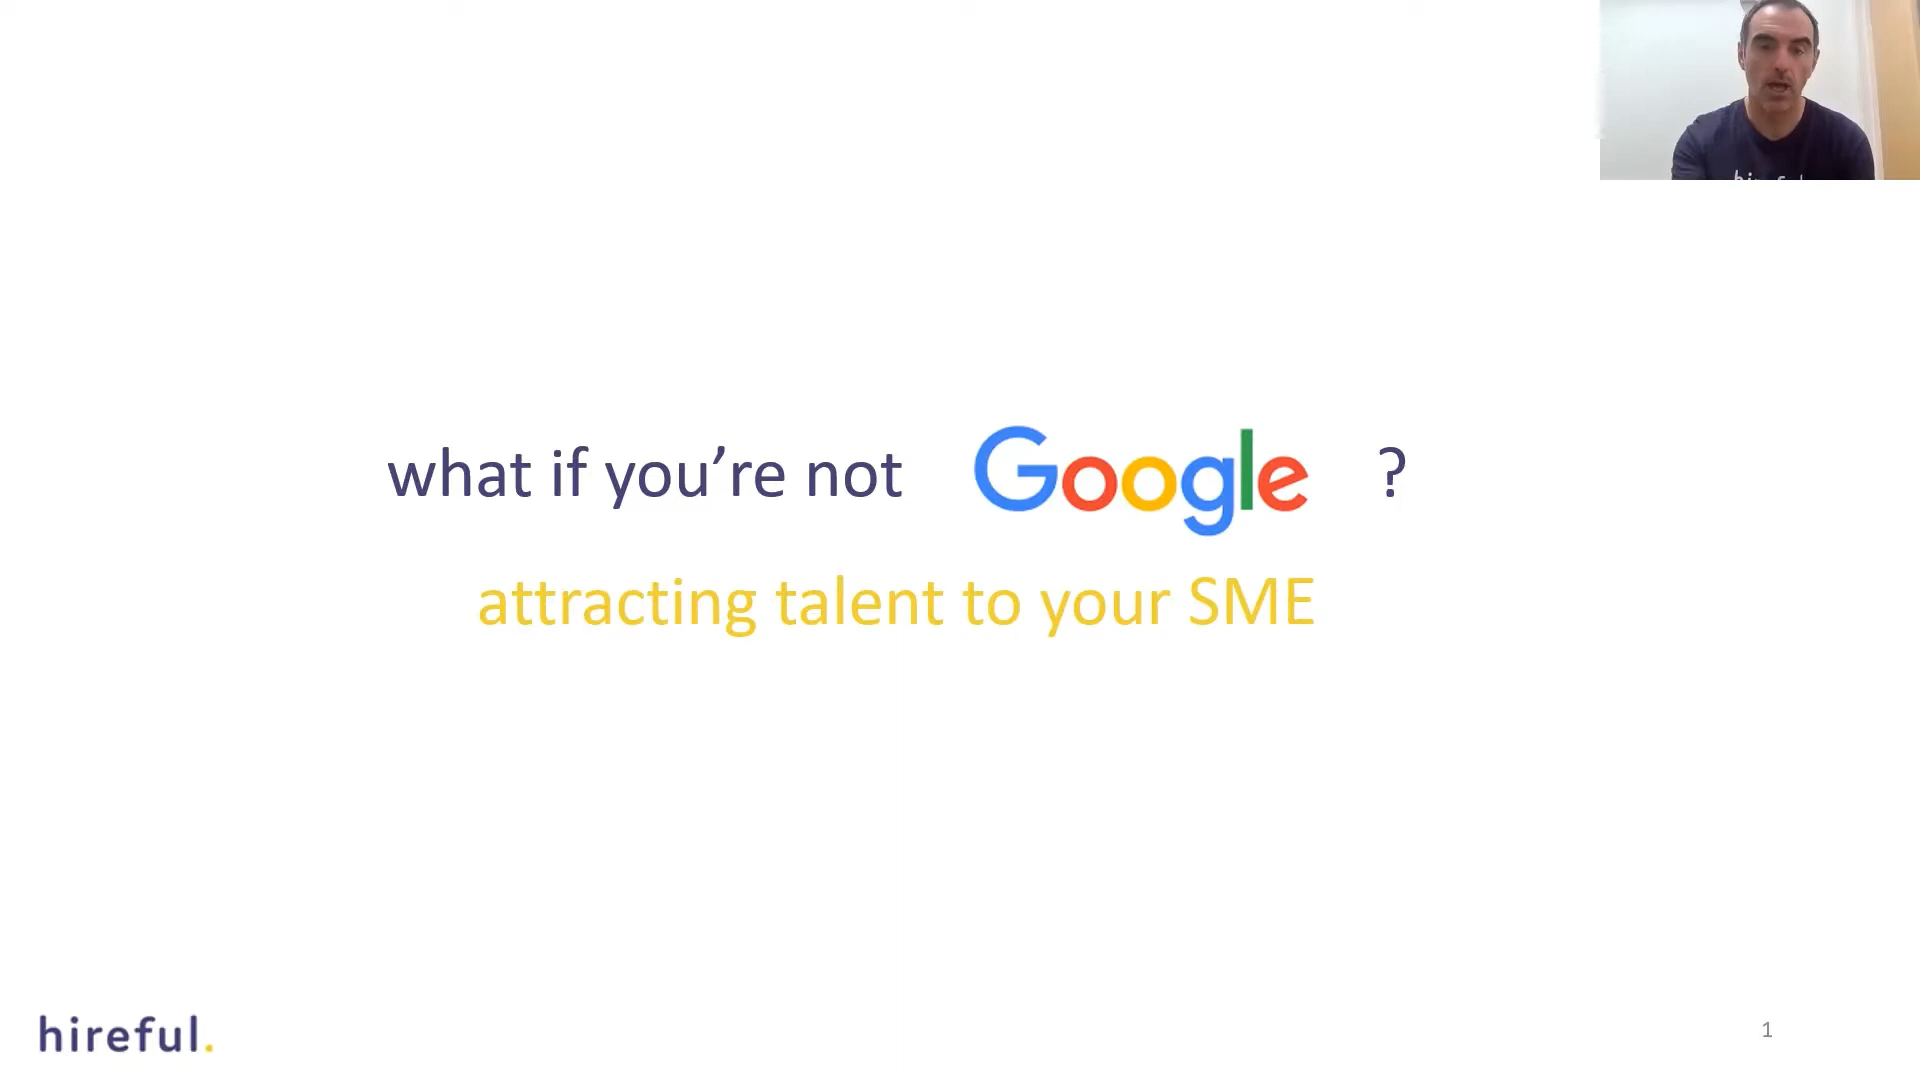 what if you’re not Google ?
attracting talent to your SME
hireful.
1